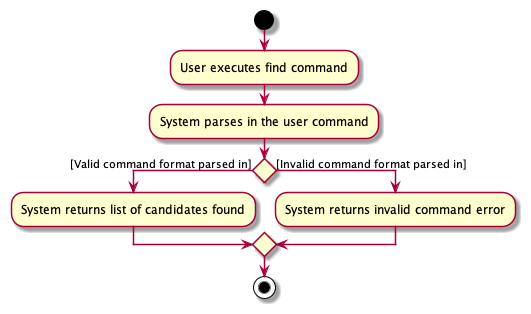 User executes find command
System parses in the user command
[Valid command format parsed in]
[Invalid command format parsed in]
System returns list of candidates found
System returns invalid command error